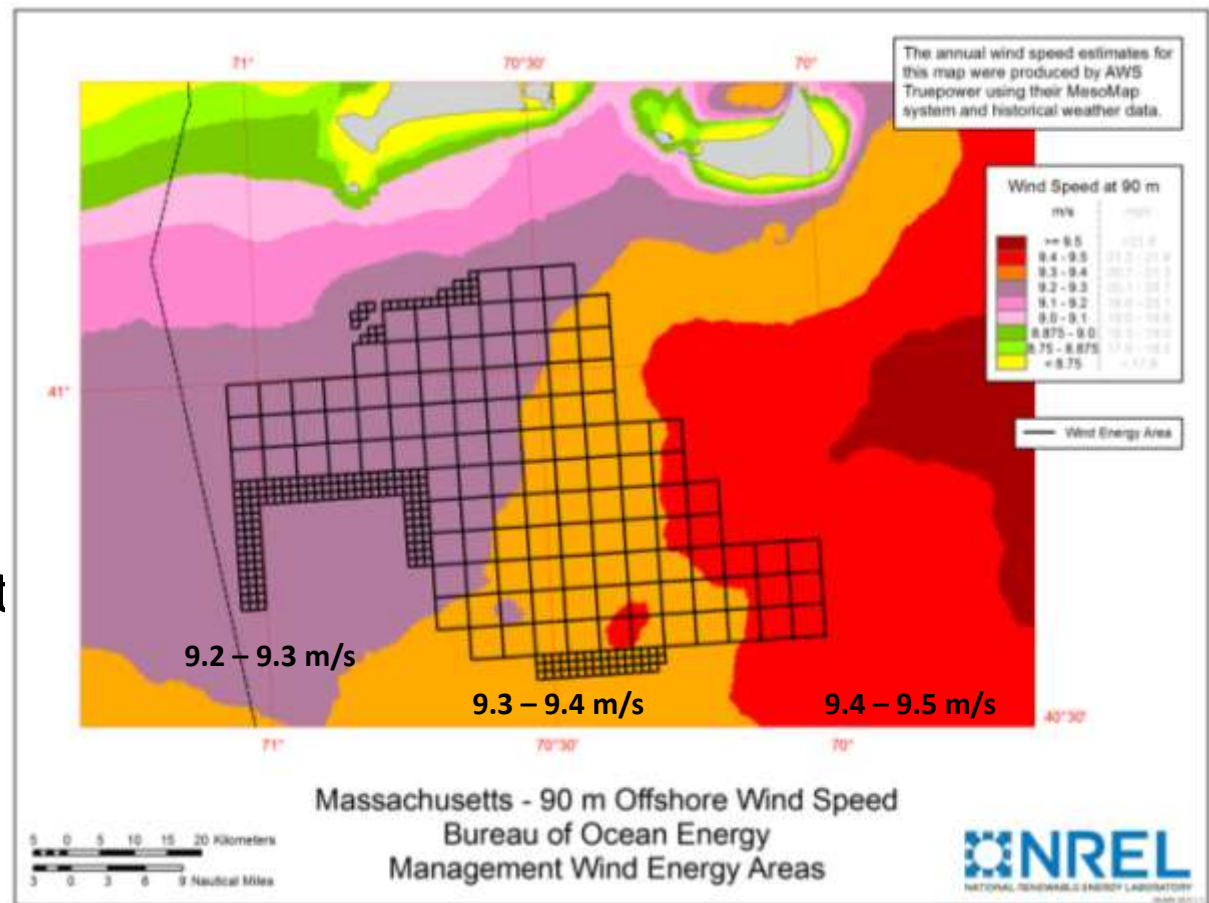 71°
70°30'
70°
The annual wind speed estimates for
this map were produced by AWS
Truepower using their MesoMap
system and historical weather data.
Wind Speed at 90 m
m/s
>= 9.5
9.4 - 9.5
9.3 - 9.4
9.2 - 9.3
9.1 - 9.2
9.0 - 9.1
8.875 - 9.0
8.75 - 8.875
< 8.75
41°
Wind Energy Area
t
9.2 – 9.3 m/s
9.3 – 9.4 m/s
9.4 – 9.5 m/s
40°30'
71°
70°30'
70°
Massachusetts - 90 m Offshore Wind Speed
Bureau of Ocean Energy
Management Wind Energy Areas
5 0 5 10 15 20 Kilometers
3 0 3 6 9 Nautical Miles
NREL
NATIONAL RENEWABLE ENERGY LABORATORY